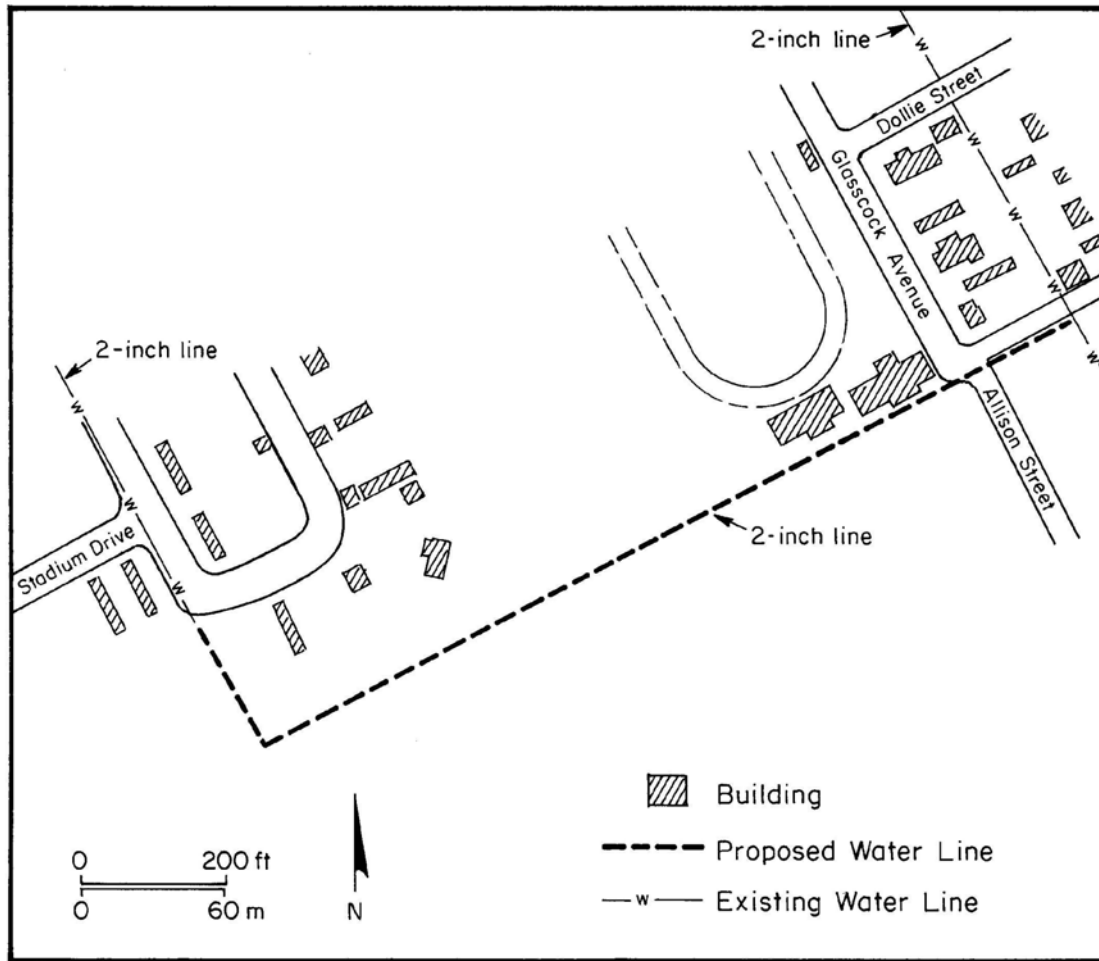 2-inch line
Dollie Street
Glasscock Avenue
W
W
W
W
W
2-inch line
W
W
W
Stadium Drive
Allison Street
2-inch line
Building
Proposed Water Line
W Existing Water Line
0 200 ft
0 60 m
N